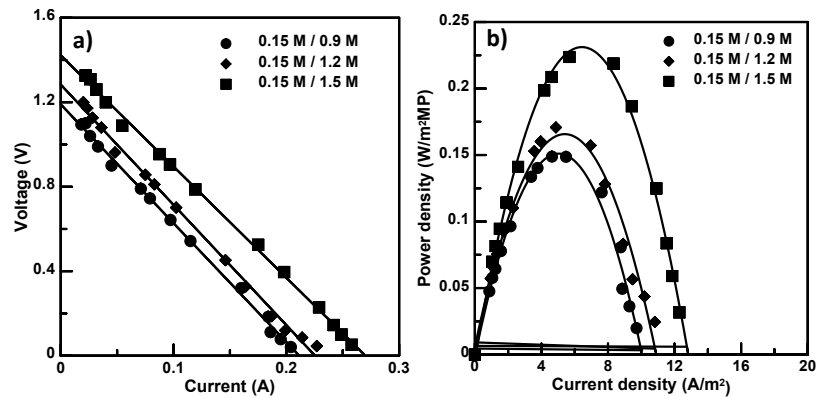 a)
0.15 M / 0.9 M
0.15 M / 1.2 M
0.15 M / 1.5 M
Voltage (V)
1.6
1.2
0.8
0.4
0
0
0.1
0.2
0.3
Current (A)
b)
0.15 M / 0.9 M
0.15 M / 1.2 M
0.15 M / 1.5 M
Power density (W/m²MP)
0.25
0.2
0.15
0.1
0.05
0
0
4
8
12
16
20
Current density (A/m²)